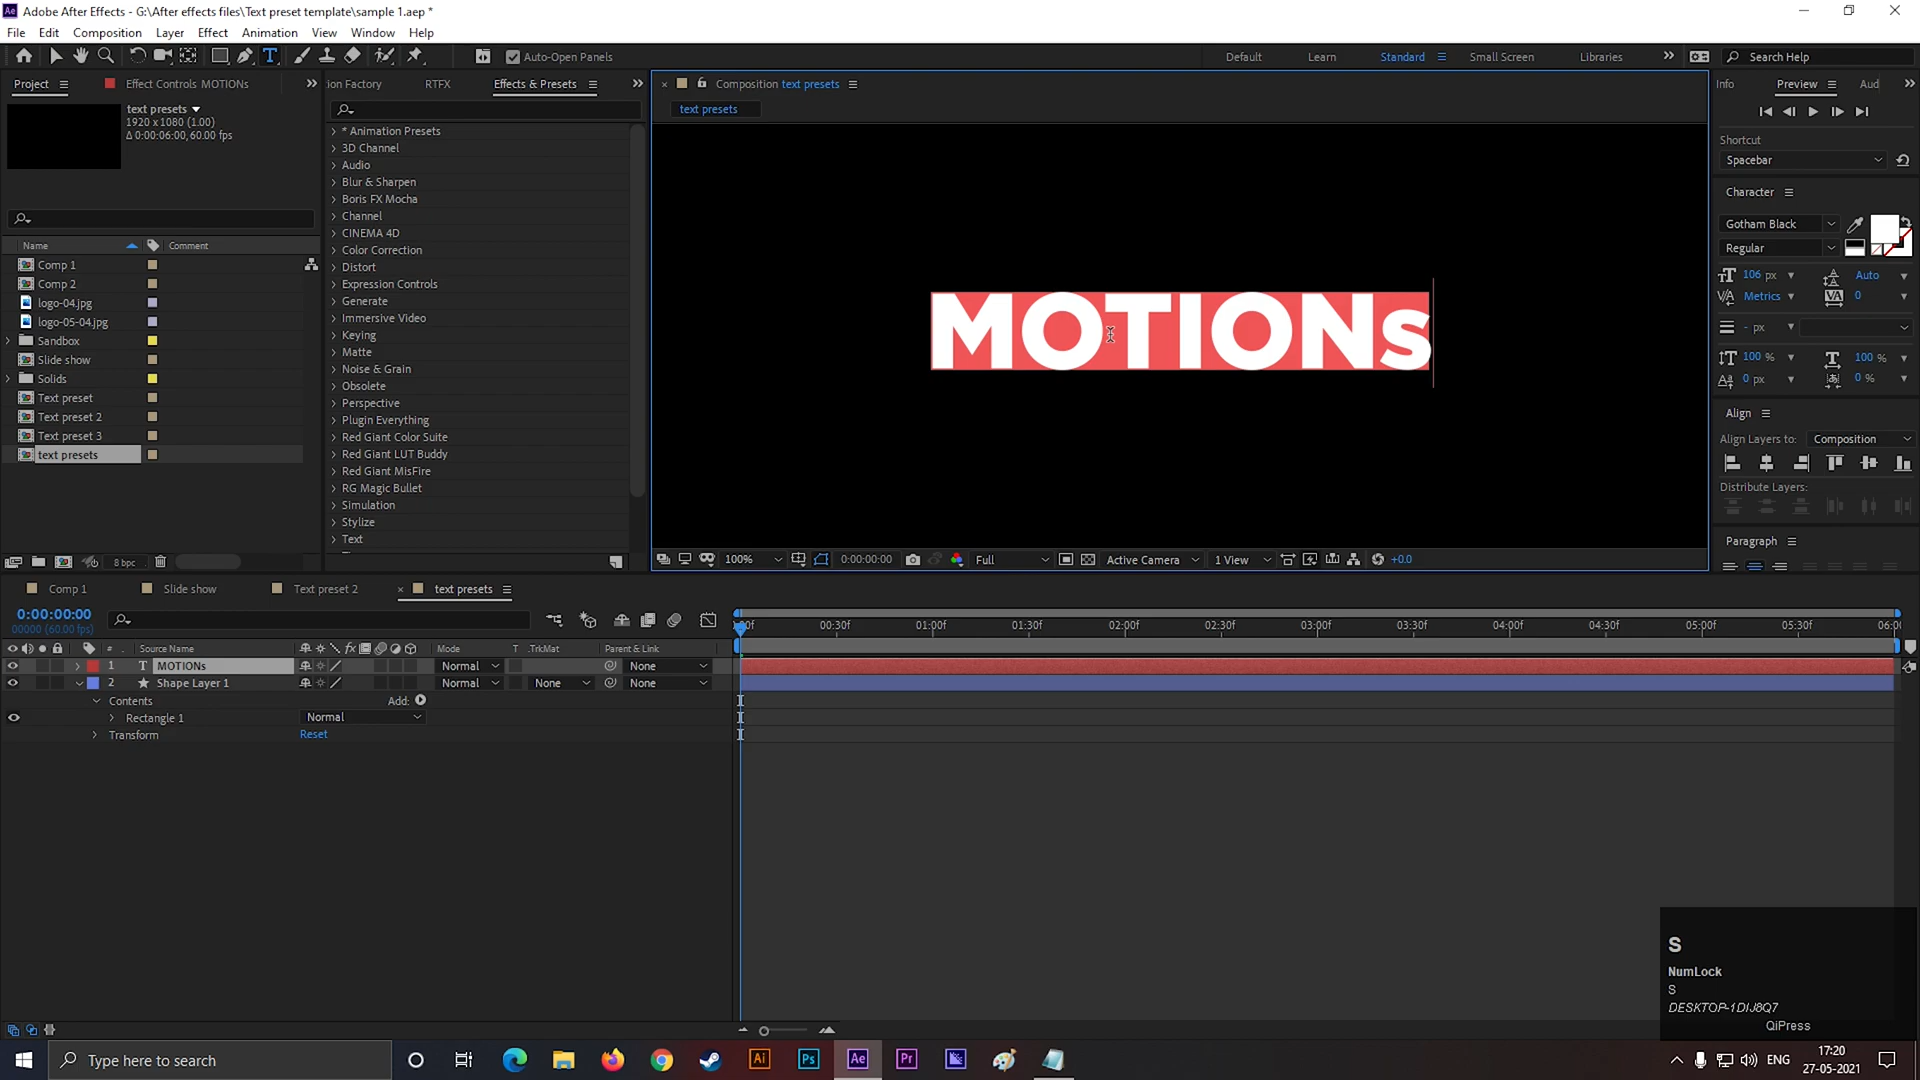 Adobe After Effects - G:\After effects files\Text preset template\sample 1.aep *
File Edit Composition Layer Effect Animation View Window Help
Auto-Open Panels
Default Learn Standard Small Screen Libraries
Search Help
Project
Effect Controls MOTIONs
ion Factory
RTFX
Effects & Presets
Composition text presets
Info Preview Aud
text presets
1920 x 1080 (1.00)
Δ 0:00:06:00, 60.00 fps
text presets
Name Comment
Comp 1
Comp 2
logo-04.jpg
logo-05-04.jpg
Sandbox
Slide show
Solids
Text preset
Text preset 2
Text preset 3
text presets
8 bpc
* Animation Presets
3D Channel
Audio
Blur & Sharpen
Boris FX Mocha
Channel
CINEMA 4D
Color Correction
Distort
Expression Controls
Generate
Immersive Video
Keying
Matte
Noise & Grain
Obsolete
Perspective
Plugin Everything
Red Giant Color Suite
Red Giant LUT Buddy
Red Giant MisFire
RG Magic Bullet
Simulation
Stylize
Text
MOTIONs
100% 0:00:00:00 Full Active Camera 1 View +0.0
Shortcut
Spacebar
Character
Gotham Black
Regular
106 px Auto
Metrics 0
- px
100 % 100 %
0 px 0 %
Align
Align Layers to: Composition
Distribute Layers:
Paragraph
Comp 1 Slide show Text preset 2 text presets
0:00:00:00
00000 (60.00 fps)
# Source Name Mode T .TrkMat Parent & Link
1 T MOTIONs Normal None
2 Shape Layer 1 Normal None None
Contents Add:
Rectangle 1 Normal
Transform Reset
00f 00:30f 01:00f 01:30f 02:00f 02:30f 03:00f 03:30f 04:00f 04:30f 05:00f 05:30f 06:0
S
NumLock
S
DESKTOP-1DIJ8Q7
QiPress
Type here to search
Ai Ps Ae Pr
ENG
17:20
27-05-2021